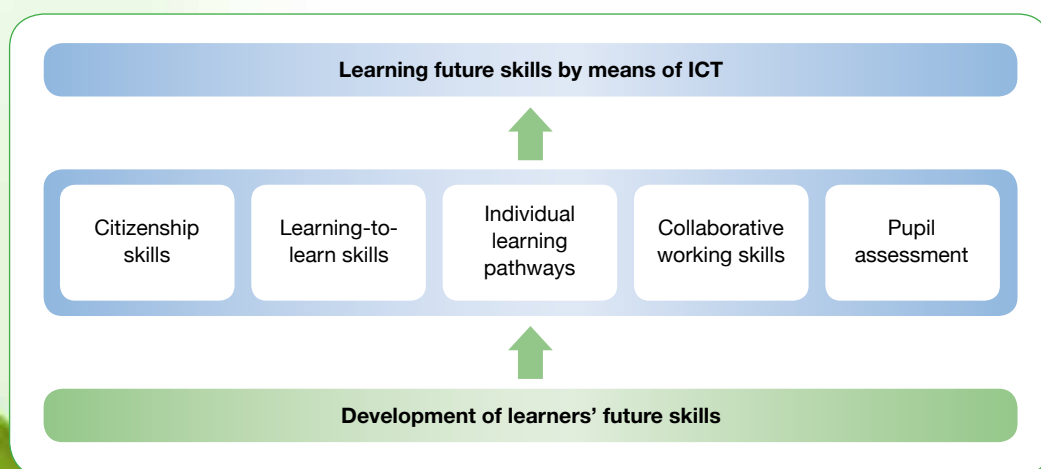 Learning future skills by means of ICT
Citizenship
skills
Learning-to-
learn skills
Individual
learning
pathways
Collaborative
working skills
Pupil
assessment
Development of learners’ future skills